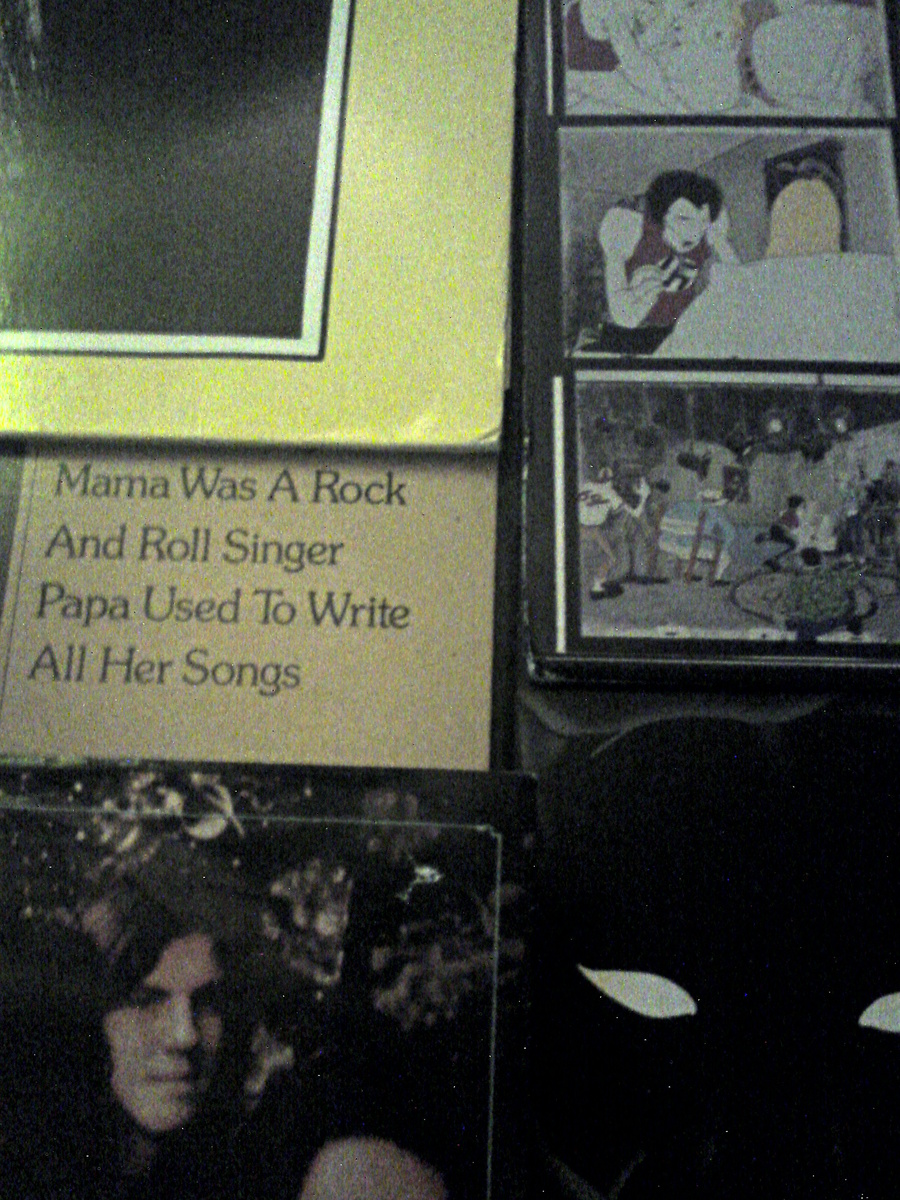 Mama Was A Rock
And Roll Singer
Papa Used To Write
All Her Songs